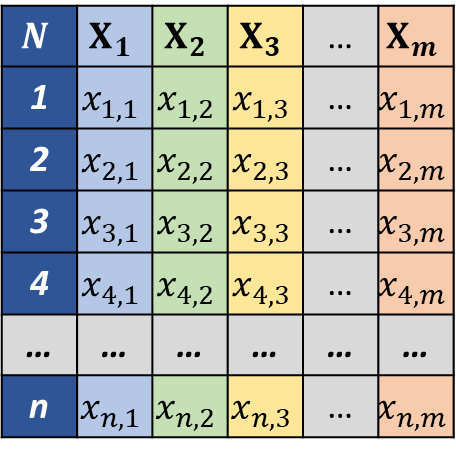 N X₁ X₂ X₃ ... Xₘ
1 x₁,₁ x₁,₂ x₁,₃ ... x₁,ₘ
2 x₂,₁ x₂,₂ x₂,₃ ... x₂,ₘ
3 x₃,₁ x₃,₂ x₃,₃ ... x₃,ₘ
4 x₄,₁ x₄,₂ x₄,₃ ... x₄,ₘ
... ... ... ... ... ...
n xₙ,₁ xₙ,₂ xₙ,₃ ... xₙ,ₘ